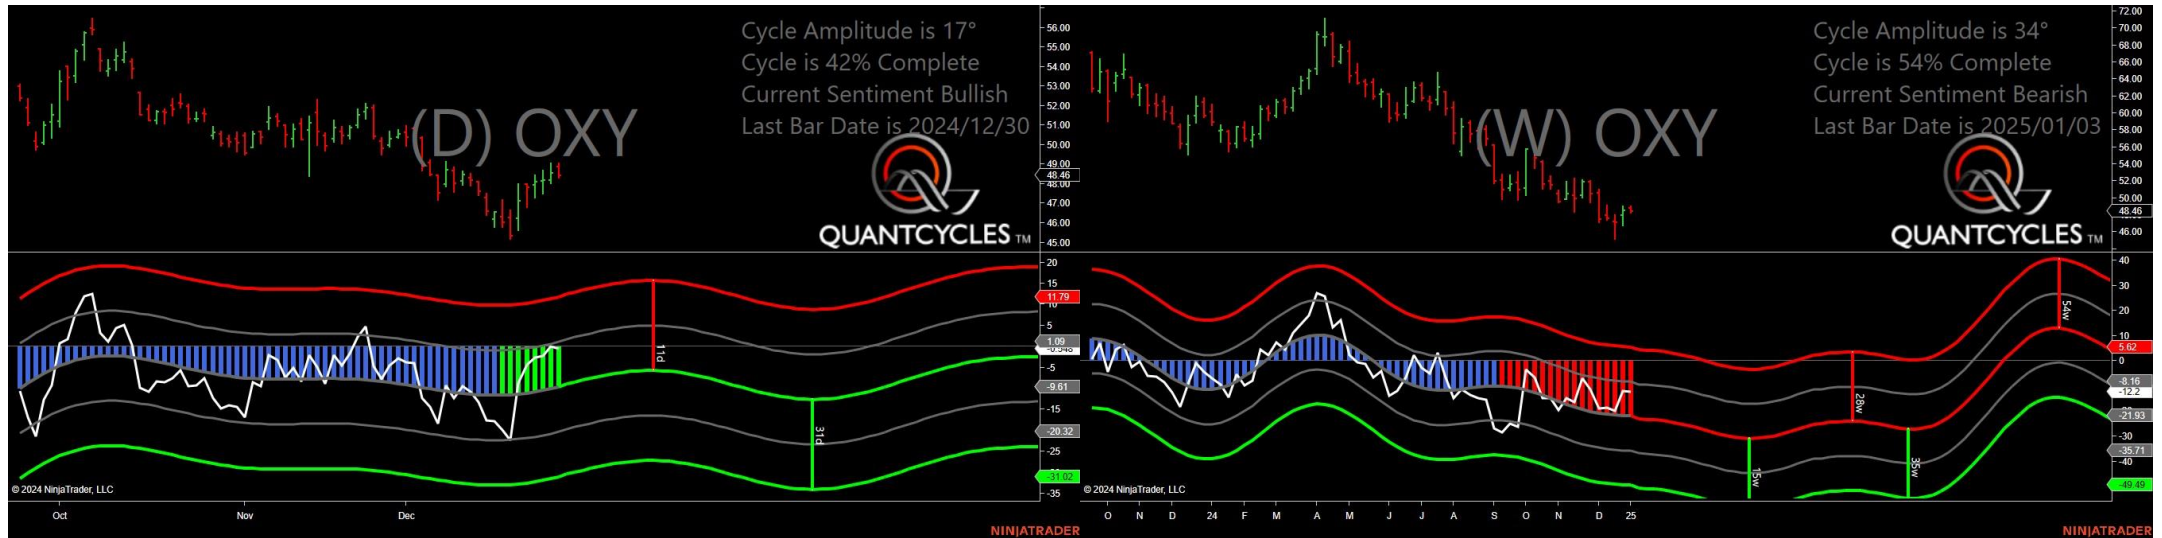 Cycle Amplitude is 17°
Cycle is 42% Complete
Current Sentiment Bullish
Last Bar Date is 2024/12/30
(D) OXY
QUANTCYCLES TM
56.00
55.00
54.00
53.00
52.00
51.00
50.00
49.00
48.46
48.00
47.00
46.00
45.00
20
15
11.79
5
1.09
-5
-9.61
-15
-20.32
-25
-31.02
-35
11d
31d
© 2024 NinjaTrader, LLC
Oct Nov Dec
NINJATRADER
Cycle Amplitude is 34°
Cycle is 54% Complete
Current Sentiment Bearish
Last Bar Date is 2025/01/03
(W) OXY
QUANTCYCLES TM
72.00
70.00
68.00
66.00
64.00
62.00
60.00
58.00
56.00
54.00
52.00
50.00
48.46
46.00
40
30
20
10
5.62
0
-8.16
-12.2
-21.93
-30
-35.71
-40
-49.49
15w
28w
35w
54w
© 2024 NinjaTrader, LLC
O N D 24 F M A M J J A S O N D 25
NINJATRADER